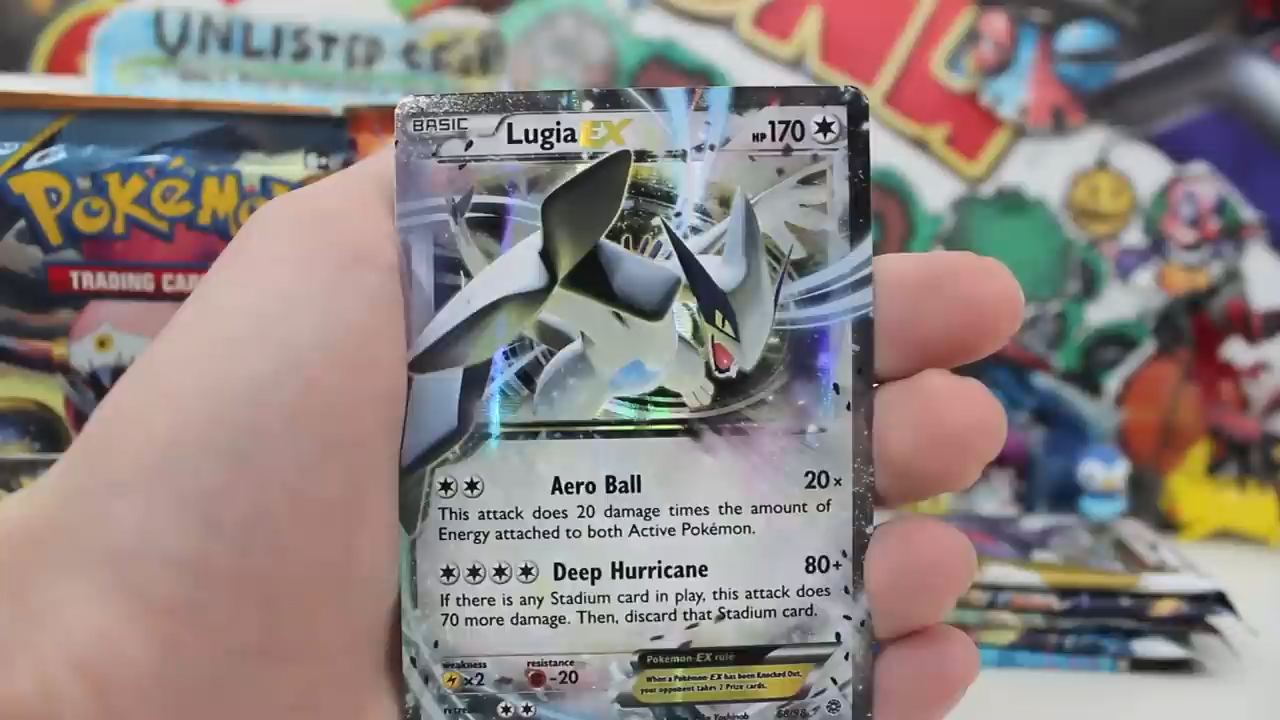 UNLISTED
POKÉMO
TRADING CAR
BASIC Lugia EX HP 170
Aero Ball 20×
This attack does 20 damage times the amount of
Energy attached to both Active Pokémon.
Deep Hurricane 80+
If there is any Stadium card in play, this attack does
70 more damage. Then, discard that Stadium card.
weakness resistance Pokémon-EX rule
×2 -20 When a Pokémon-EX has been Knocked Out,
your opponent takes 2 Prize cards.
68/98